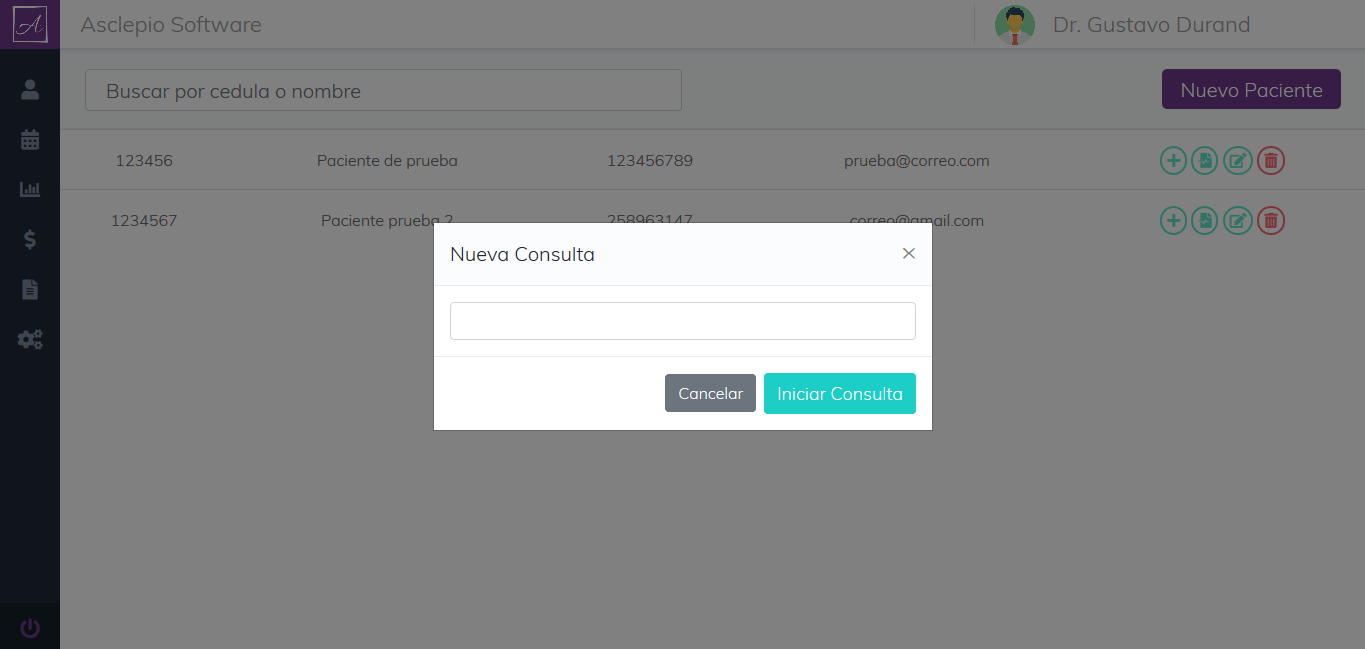 A
Asclepio Software
Dr. Gustavo Durand
Buscar por cedula o nombre
Nuevo Paciente
123456 Paciente de prueba 123456789 prueba@correo.com
1234567 Paciente prueba 2 258963147 correo@gmail.com
Nueva Consulta
Cancelar
Iniciar Consulta